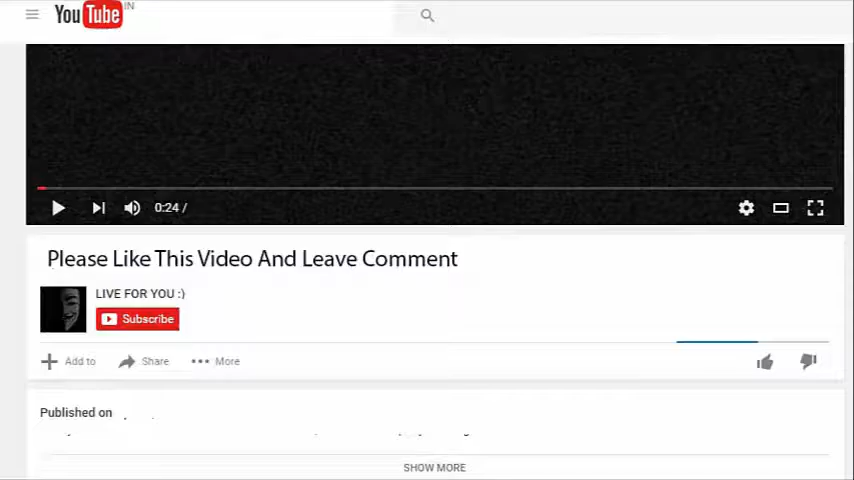 YouTube IN
0:24 /
Please Like This Video And Leave Comment
LIVE FOR YOU :)
Subscribe
Add to Share More
Published on
SHOW MORE